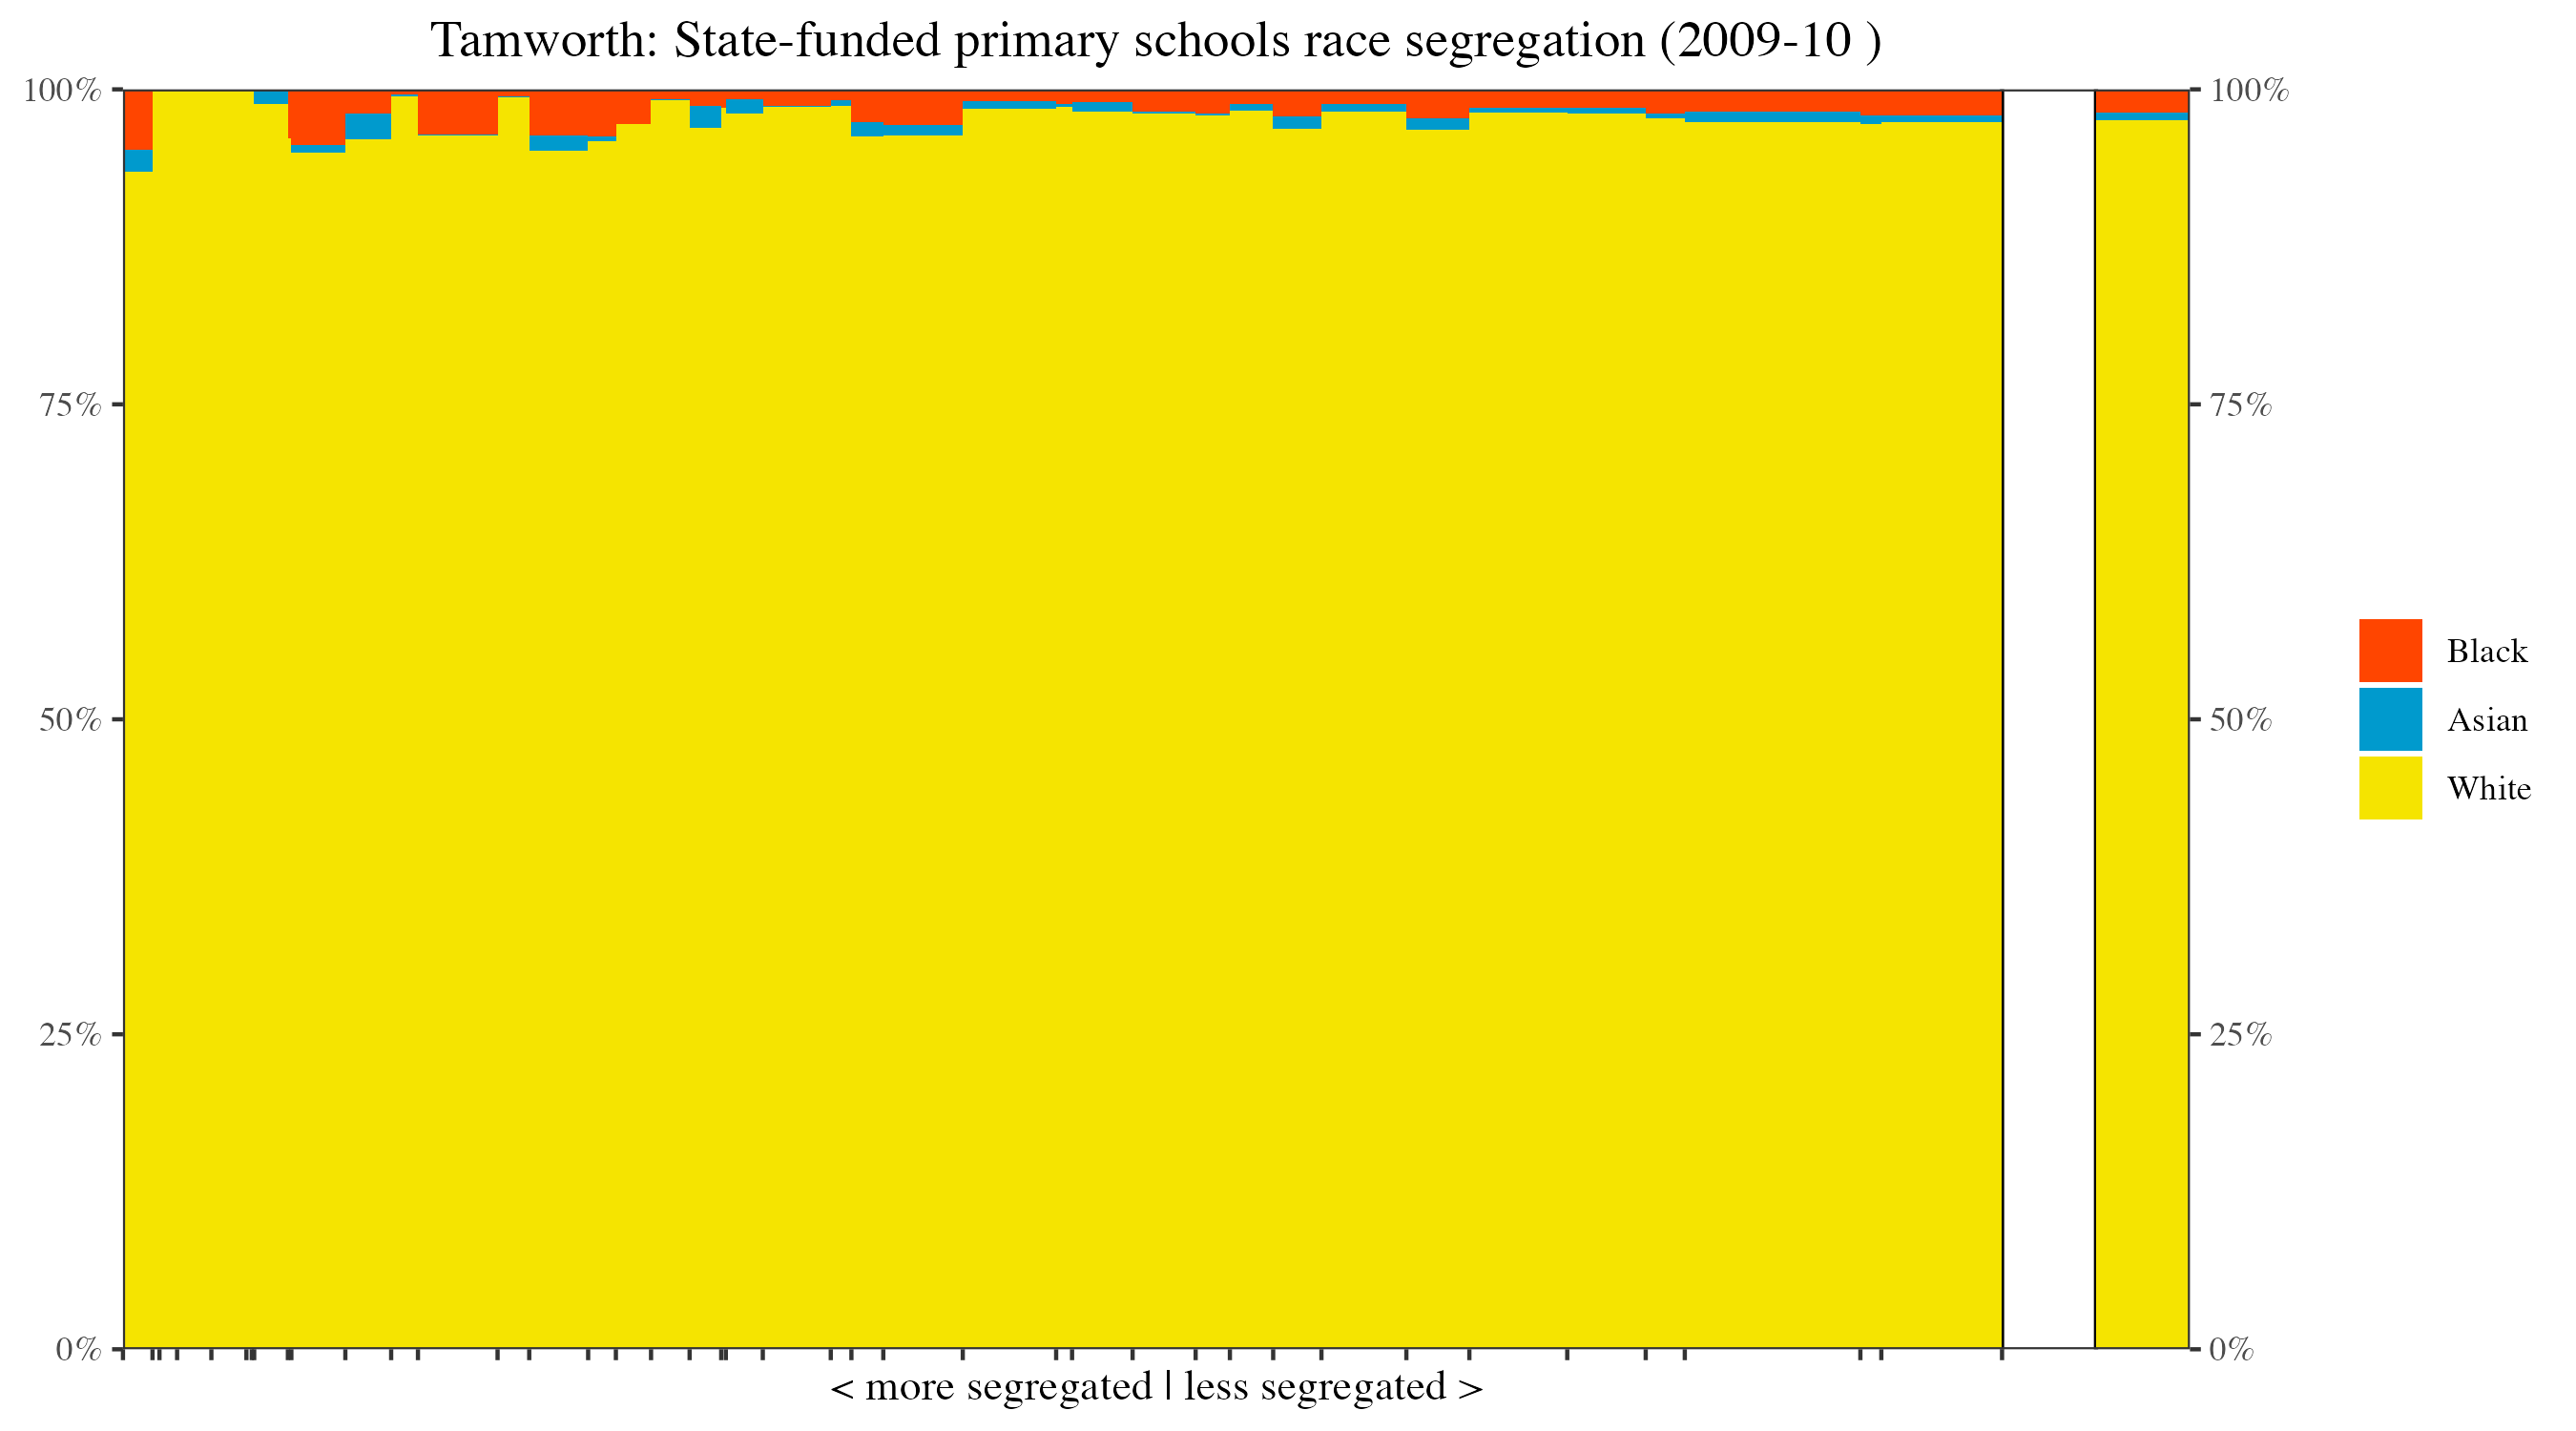 Tamworth: State-funded primary schools race segregation (2009-10 )
100%
75%
50%
25%
0%
100%
75%
50%
25%
0%
< more segregated | less segregated >
Black
Asian
White